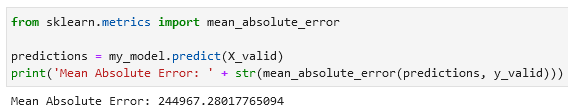 from sklearn.metrics import mean_absolute_error
predictions = my_model.predict(X_valid)
print('Mean Absolute Error: ' + str(mean_absolute_error(predictions, y_valid)))
Mean Absolute Error: 244967.28017765094